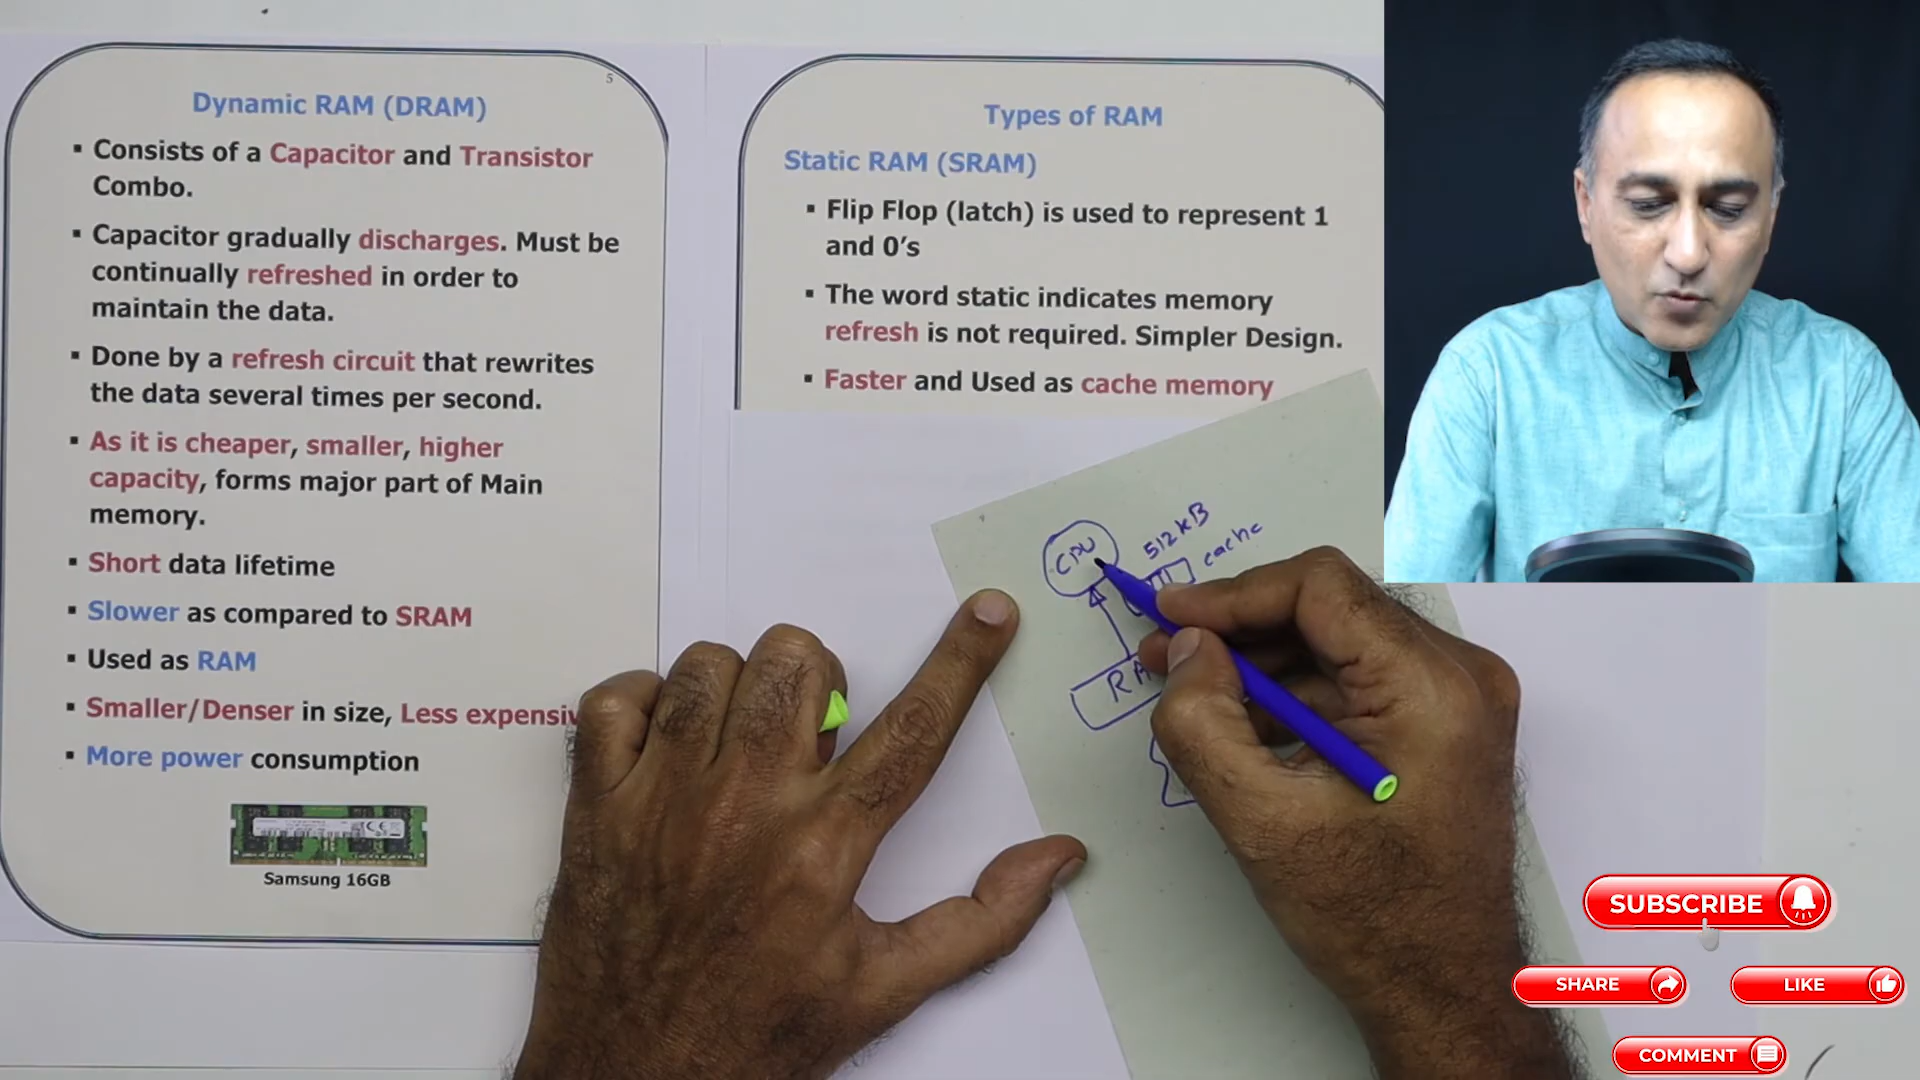 5
Dynamic RAM (DRAM)
▪ Consists of a Capacitor and Transistor
Combo.
▪ Capacitor gradually discharges. Must be
continually refreshed in order to
maintain the data.
▪ Done by a refresh circuit that rewrites
the data several times per second.
▪ As it is cheaper, smaller, higher
capacity, forms major part of Main
memory.
▪ Short data lifetime
▪ Slower as compared to SRAM
▪ Used as RAM
▪ Smaller/Denser in size, Less expensiv
▪ More power consumption
Samsung 16GB
4
Types of RAM
Static RAM (SRAM)
▪ Flip Flop (latch) is used to represent 1
and 0's
▪ The word static indicates memory
refresh is not required. Simpler Design.
▪ Faster and Used as cache memory
CPU
512kB
cache
RA
SUBSCRIBE
SHARE
LIKE
COMMENT